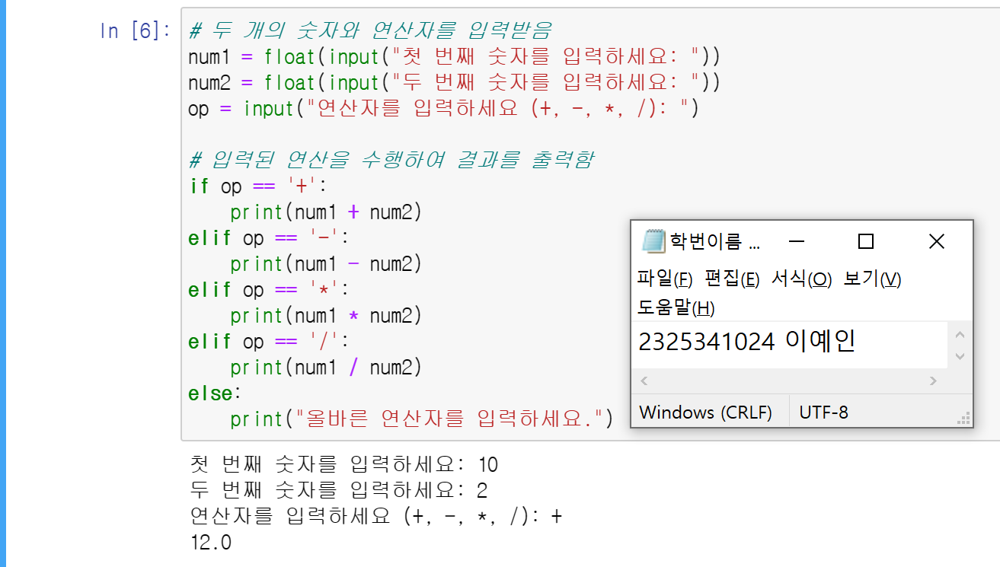 In [6]:
# 두 개의 숫자와 연산자를 입력받음
num1 = float(input("첫 번째 숫자를 입력하세요: "))
num2 = float(input("두 번째 숫자를 입력하세요: "))
op = input("연산자를 입력하세요 (+, -, *, /): ")
# 입력된 연산을 수행하여 결과를 출력함
if op == '+':
    print(num1 + num2)
elif op == '-':
    print(num1 - num2)
elif op == '*':
    print(num1 * num2)
elif op == '/':
    print(num1 / num2)
else:
    print("올바른 연산자를 입력하세요.")
첫 번째 숫자를 입력하세요: 10
두 번째 숫자를 입력하세요: 2
연산자를 입력하세요 (+, -, *, /): +
12.0
학번이름 ...
파일(F) 편집(E) 서식(O) 보기(V)
도움말(H)
2325341024 이예인
Windows (CRLF) UTF-8